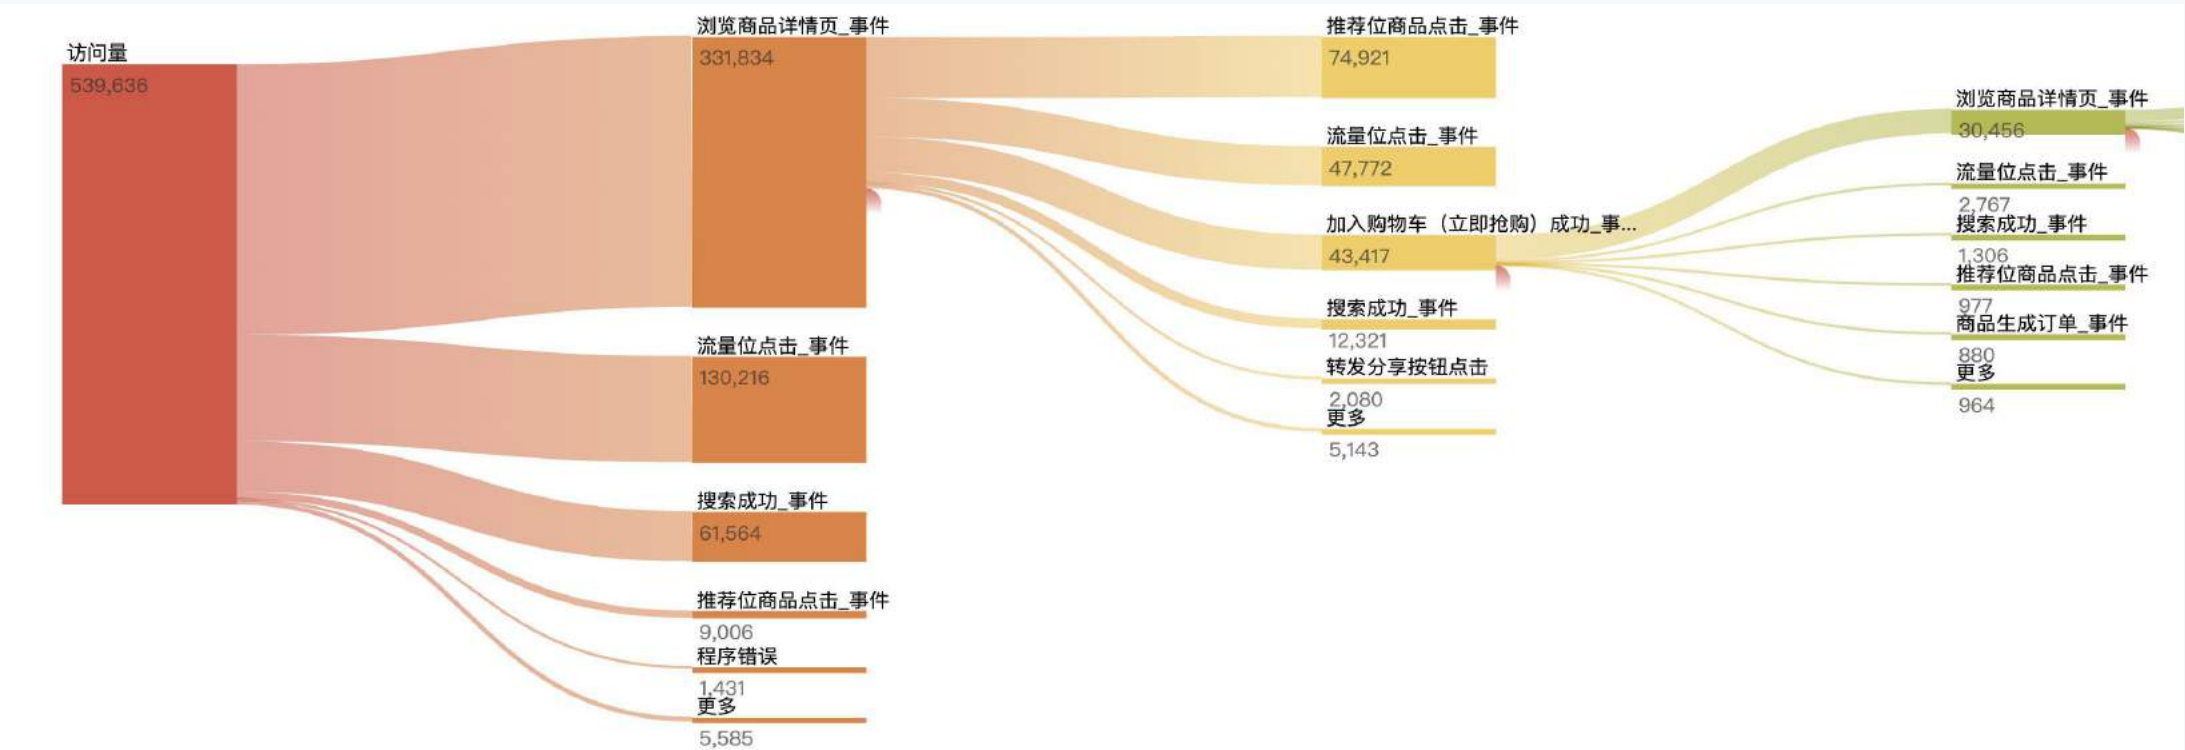 访问量
539,636
浏览商品详情页_事件
331,834
流量位点击_事件
130,216
搜索成功_事件
61,564
推荐位商品点击_事件
9,006
程序错误
1,431
更多
5,585
推荐位商品点击_事件
74,921
流量位点击_事件
47,772
加入购物车（立即抢购）成功_事...
43,417
搜索成功_事件
12,321
转发分享按钮点击
2,080
更多
5,143
浏览商品详情页_事件
30,456
流量位点击_事件
2,767
搜索成功_事件
1,306
推荐位商品点击_事件
977
商品生成订单_事件
880
更多
964